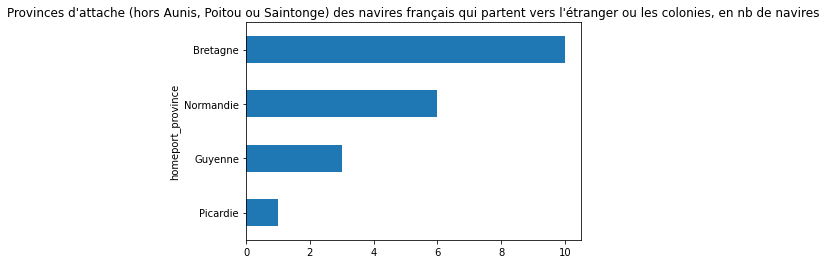 Provinces d'attache (hors Aunis, Poitou ou Saintonge) des navires français qui partent vers l'étranger ou les colonies, en nb de navires
Bretagne
Normandie
Guyenne
Picardie
homeport_province
0 2 4 6 8 10